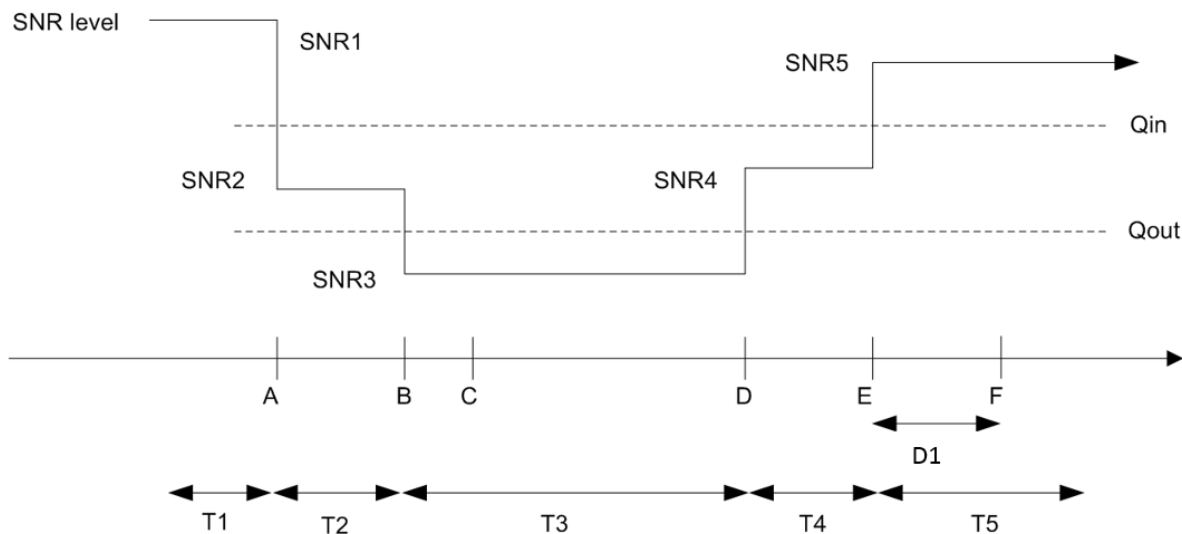 SNR level
SNR1
SNR5
Qin
SNR2
SNR4
Qout
SNR3
A
B
C
D
E
F
D1
T1
T2
T3
T4
T5